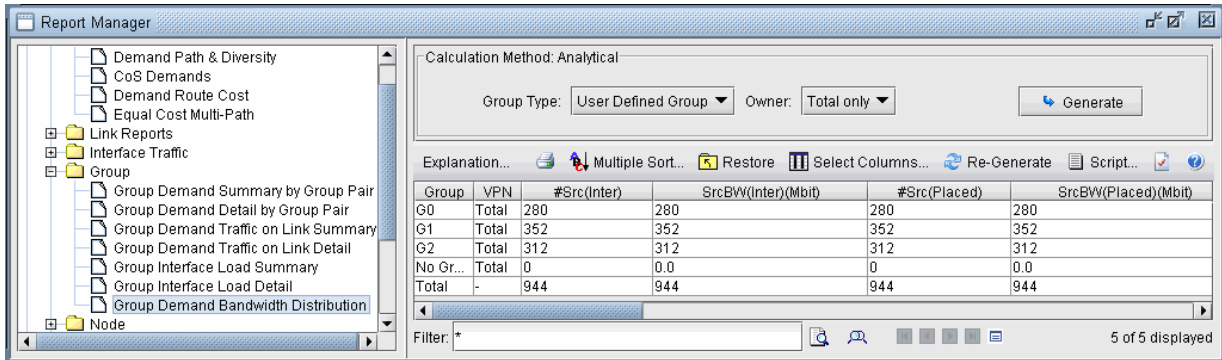 Report Manager
Demand Path & Diversity
CoS Demands
Demand Route Cost
Equal Cost Multi-Path
Link Reports
Interface Traffic
Group
Group Demand Summary by Group Pair
Group Demand Detail by Group Pair
Group Demand Traffic on Link Summary
Group Demand Traffic on Link Detail
Group Interface Load Summary
Group Interface Load Detail
Group Demand Bandwidth Distribution
Node
Calculation Method: Analytical
Group Type: User Defined Group Owner: Total only Generate
Explanation... Multiple Sort... Restore Select Columns... Re-Generate Script...
Group VPN #Src(Inter) SrcBW(Inter)(Mbit) #Src(Placed) SrcBW(Placed)(Mbit)
G0 Total 280 280 280 280
G1 Total 352 352 352 352
G2 Total 312 312 312 312
No Gr... Total 0 0.0 0 0.0
Total - 944 944 944 944
Filter: * 5 of 5 displayed